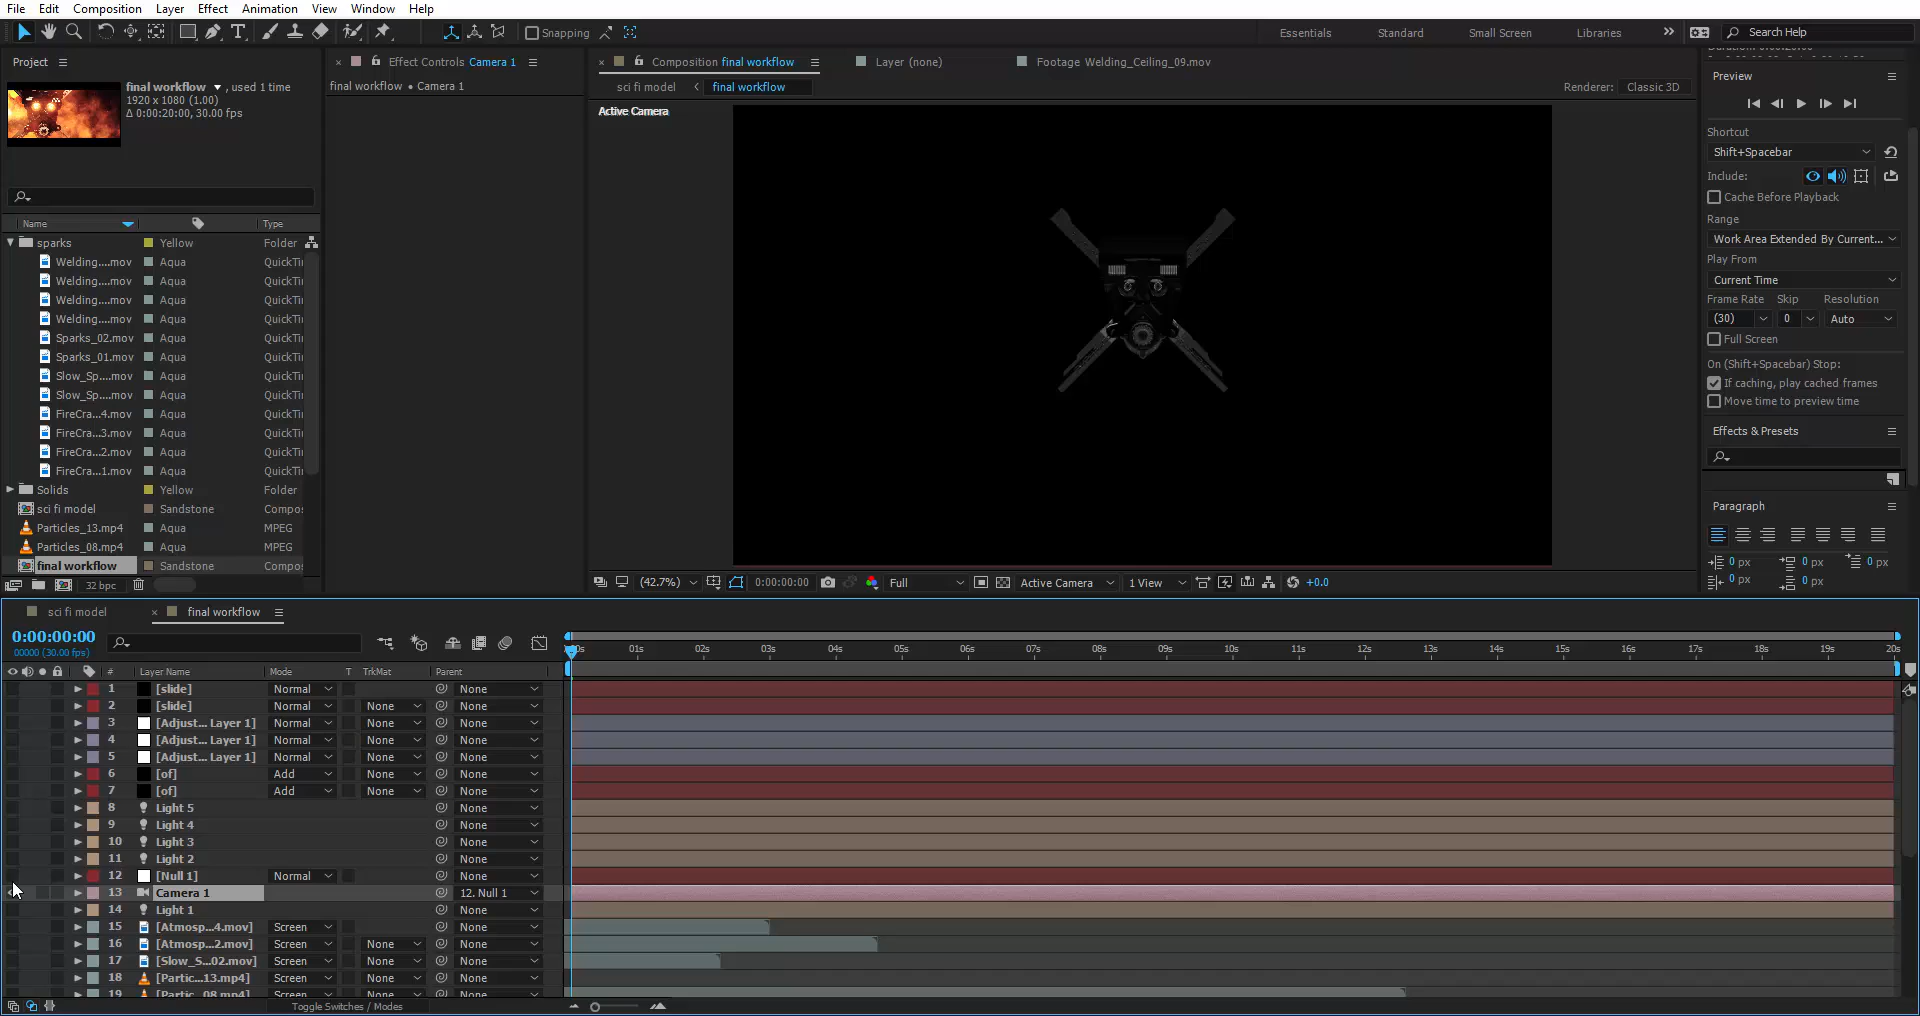 File Edit Composition Layer Effect Animation View Window Help
Snapping Essentials Standard Small Screen Libraries Search Help
Project
final workflow , used 1 time
1920 x 1080 (1.00)
Δ 0:00:20:00, 30.00 fps
Name Type
sparks Yellow Folder
Welding....mov Aqua QuickTi
Welding....mov Aqua QuickTi
Welding....mov Aqua QuickTi
Welding....mov Aqua QuickTi
Sparks_02.mov Aqua QuickTi
Sparks_01.mov Aqua QuickTi
Slow_Sp....mov Aqua QuickTi
Slow_Sp....mov Aqua QuickTi
FireCra...4.mov Aqua QuickTi
FireCra...3.mov Aqua QuickTi
FireCra...2.mov Aqua QuickTi
FireCra...1.mov Aqua QuickTi
Solids Yellow Folder
sci fi model Sandstone Compo
Particles_13.mp4 Aqua MPEG
Particles_08.mp4 Aqua MPEG
final workflow Sandstone Compo
32 bpc
Effect Controls Camera 1
final workflow • Camera 1
Composition final workflow Layer (none) Footage Welding_Ceiling_09.mov
sci fi model final workflow Renderer: Classic 3D
Active Camera
(42.7%) 0:00:00:00 Full Active Camera 1 View +0.0
Preview
Shortcut
Shift+Spacebar
Include:
Cache Before Playback
Range
Work Area Extended By Current...
Play From
Current Time
Frame Rate Skip Resolution
(30) 0 Auto
Full Screen
On (Shift+Spacebar) Stop:
If caching, play cached frames
Move time to preview time
Effects & Presets
Paragraph
0 px 0 px 0 px
0 px 0 px
sci fi model final workflow
0:00:00:00
00000 (30.00 fps)
01s 02s 03s 04s 05s 06s 07s 08s 09s 10s 11s 12s 13s 14s 15s 16s 17s 18s 19s 20s
# Layer Name Mode T TrkMat Parent
1 [slide] Normal None
2 [slide] Normal None None
3 [Adjust... Layer 1] Normal None None
4 [Adjust... Layer 1] Normal None None
5 [Adjust... Layer 1] Normal None None
6 [of] Add None None
7 [of] Add None None
8 Light 5 None
9 Light 4 None
10 Light 3 None
11 Light 2 None
12 [Null 1] Normal None
13 Camera 1 12. Null 1
14 Light 1 None
15 [Atmosp...4.mov] Screen None
16 [Atmosp...2.mov] Screen None None
17 [Slow_S...02.mov] Screen None None
18 [Partic...13.mp4] Screen None None
19 [Partic...08.mp4] Screen None None
Toggle Switches / Modes